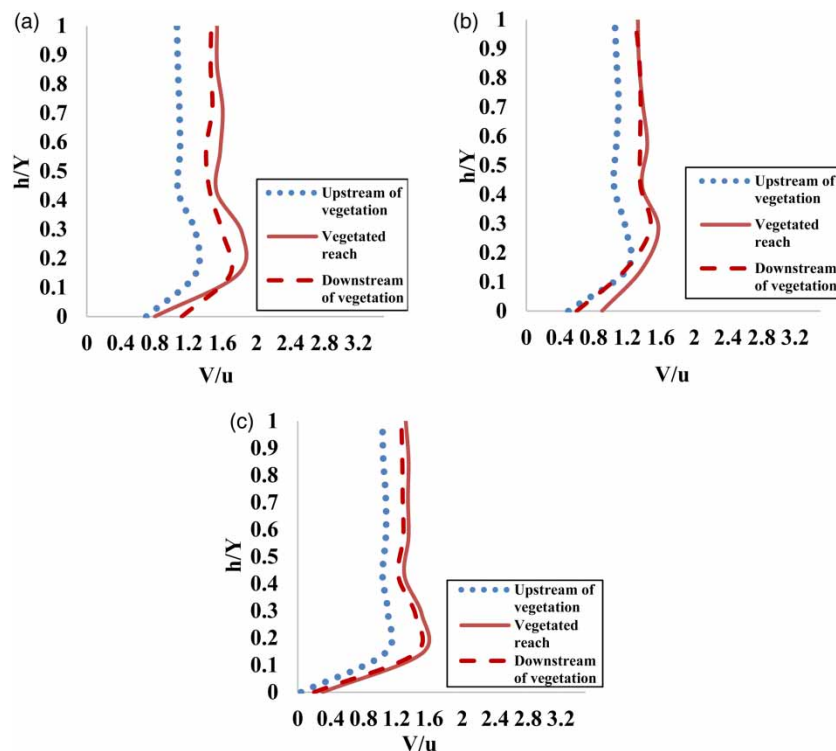 (a)
1
0.9
0.8
0.7
0.6
0.5
0.4
0.3
0.2
0.1
0
h/Y
0 0.4 0.8 1.2 1.6 2 2.4 2.8 3.2
V/u
Upstream of
vegetation
Vegetated
reach
Downstream
of vegetation
(b)
1
0.9
0.8
0.7
0.6
0.5
0.4
0.3
0.2
0.1
0
h/Y
0 0.4 0.8 1.2 1.6 2 2.4 2.8 3.2
V/u
Upstream of
vegetation
Vegetated
reach
Downstream
of vegetation
(c)
1
0.9
0.8
0.7
0.6
0.5
0.4
0.3
0.2
0.1
0
h/Y
0 0.4 0.8 1.2 1.6 2 2.4 2.8 3.2
V/u
Upstream of
vegetation
Vegetated
reach
Downstream
of vegetation